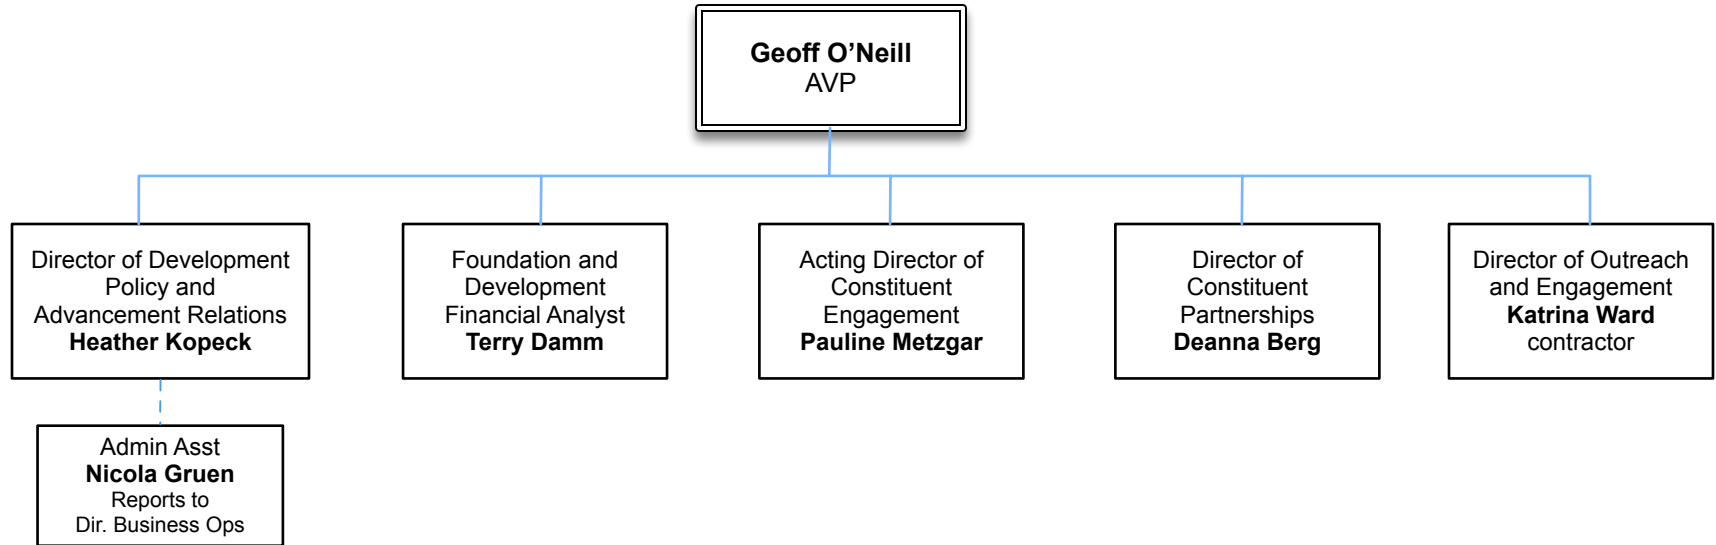 Geoff O’Neill
AVP
Director of Development
Policy and
Advancement Relations
Heather Kopeck
Foundation and
Development
Financial Analyst
Terry Damm
Acting Director of
Constituent
Engagement
Pauline Metzgar
Director of
Constituent
Partnerships
Deanna Berg
Director of Outreach
and Engagement
Katrina Ward
contractor
Admin Asst
Nicola Gruen
Reports to
Dir. Business Ops